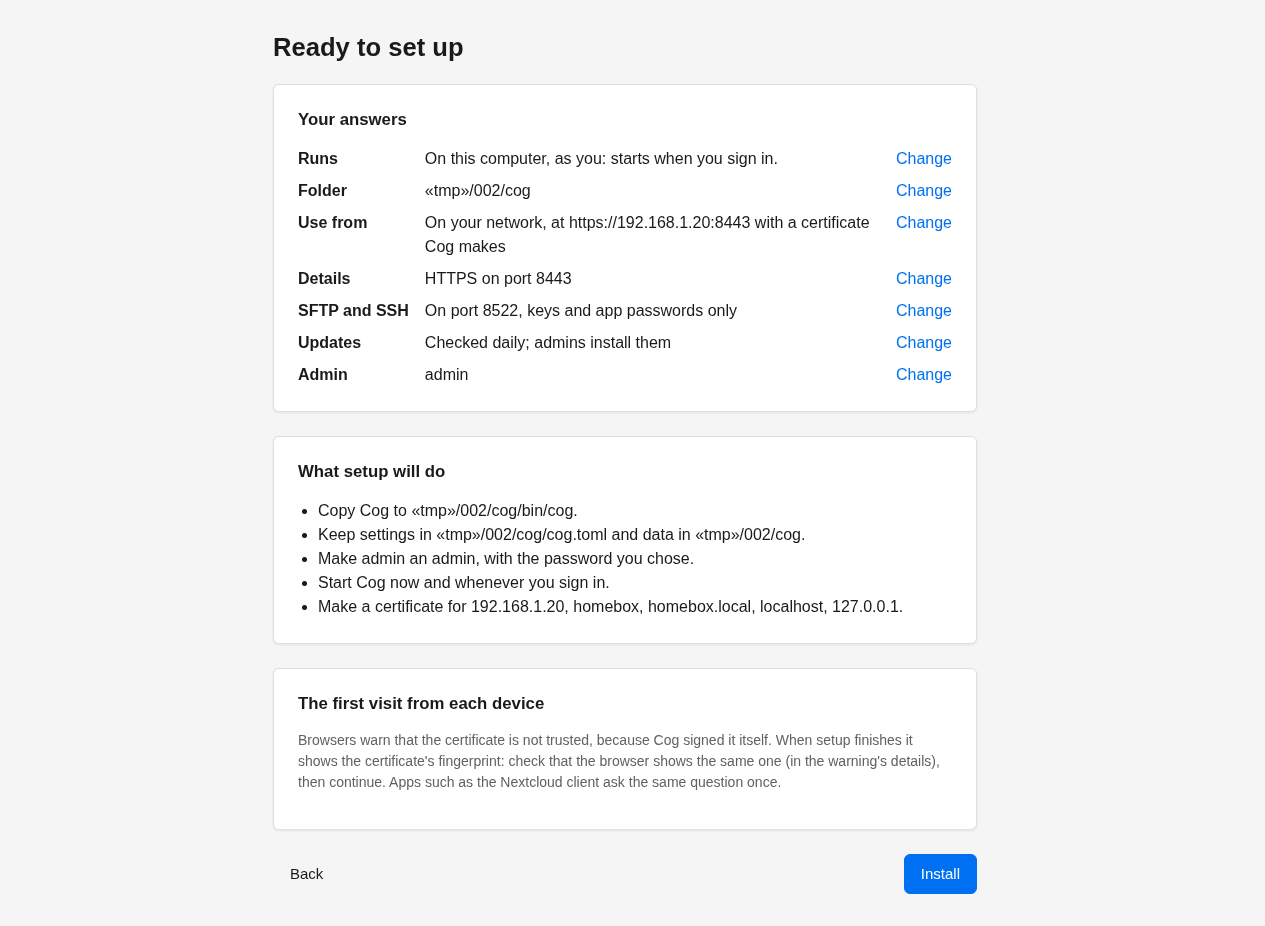 Ready to set up
Your answers
Runs On this computer, as you: starts when you sign in. Change
Folder «tmp»/002/cog Change
Use from On your network, at https://192.168.1.20:8443 with a certificate Change
Cog makes
Details HTTPS on port 8443 Change
SFTP and SSH On port 8522, keys and app passwords only Change
Updates Checked daily; admins install them Change
Admin admin Change
What setup will do
• Copy Cog to «tmp»/002/cog/bin/cog.
• Keep settings in «tmp»/002/cog/cog.toml and data in «tmp»/002/cog.
• Make admin an admin, with the password you chose.
• Start Cog now and whenever you sign in.
• Make a certificate for 192.168.1.20, homebox, homebox.local, localhost, 127.0.0.1.
The first visit from each device
Browsers warn that the certificate is not trusted, because Cog signed it itself. When setup finishes it
shows the certificate's fingerprint: check that the browser shows the same one (in the warning's details),
then continue. Apps such as the Nextcloud client ask the same question once.
Back Install